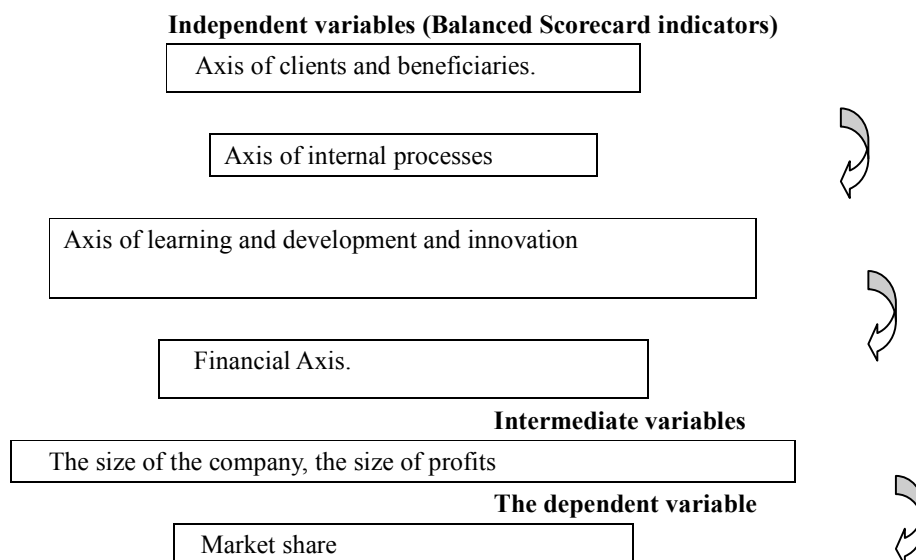 Independent variables (Balanced Scorecard indicators)
Axis of clients and beneficiaries.
Axis of internal processes
Axis of learning and development and innovation
Financial Axis.
Intermediate variables
The size of the company, the size of profits
The dependent variable
Market share